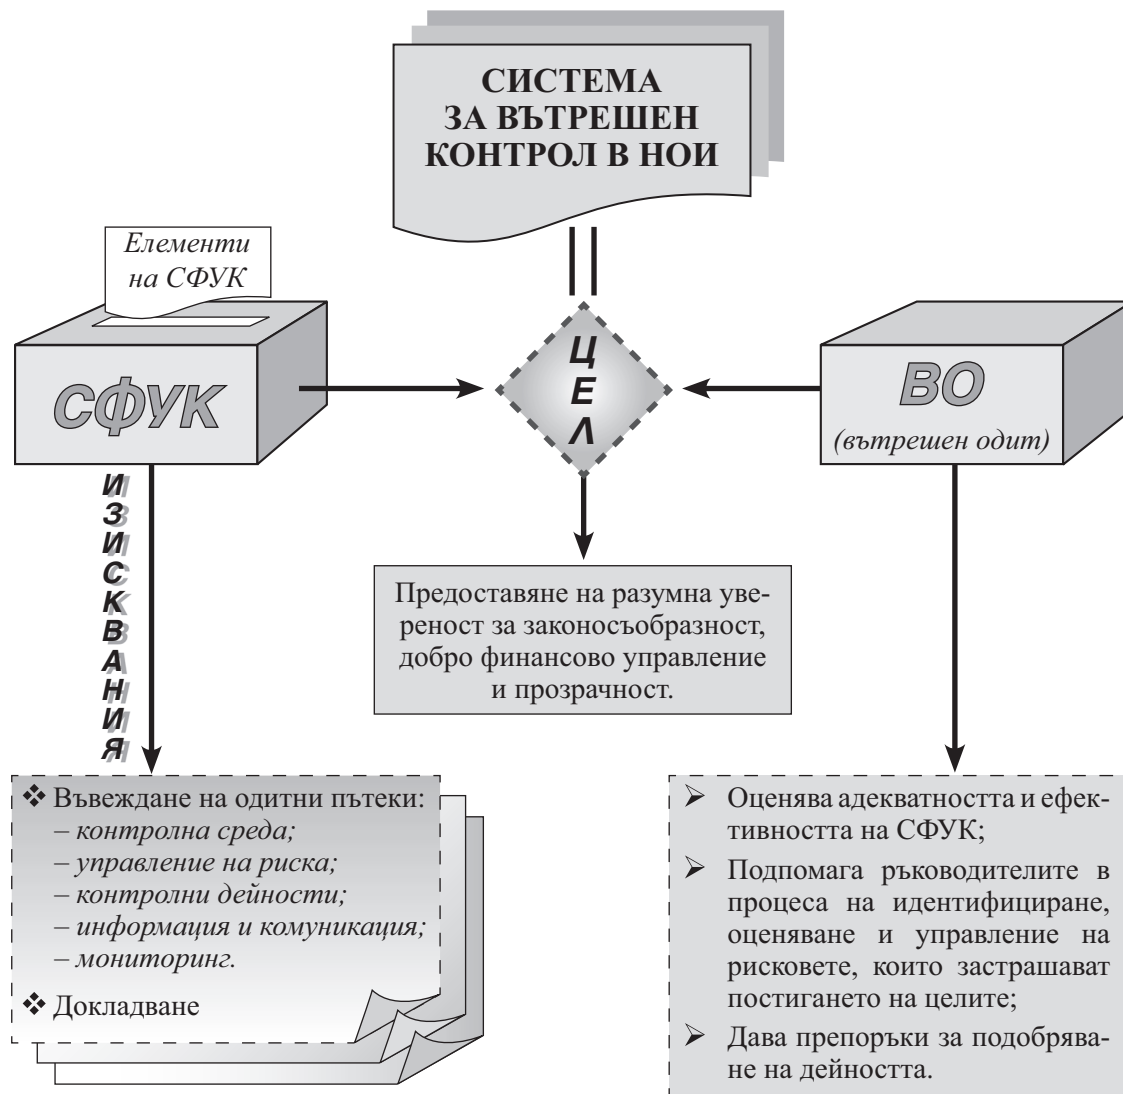 СИСТЕМА
ЗА ВЪТРЕШЕН
КОНТРОЛ В НОИ
Елементи
на СФУК
СФУК
ЦЕЛ
ВО
(вътрешен одит)
ИЗИСКВАНИЯ
Предоставяне на разумна уве-
реност за законосъобразност,
добро финансово управление
и прозрачност.
❖ Въвеждане на одитни пътеки:
– контролна среда;
– управление на риска;
– контролни дейности;
– информация и комуникация;
– мониторинг.
❖ Докладване
➢ Оценява адекватността и ефек-
тивността на СФУК;
➢ Подпомага ръководителите в
процеса на идентифициране,
оценяване и управление на
рисковете, които застрашават
постигането на целите;
➢ Дава препоръки за подобрява-
не на дейността.